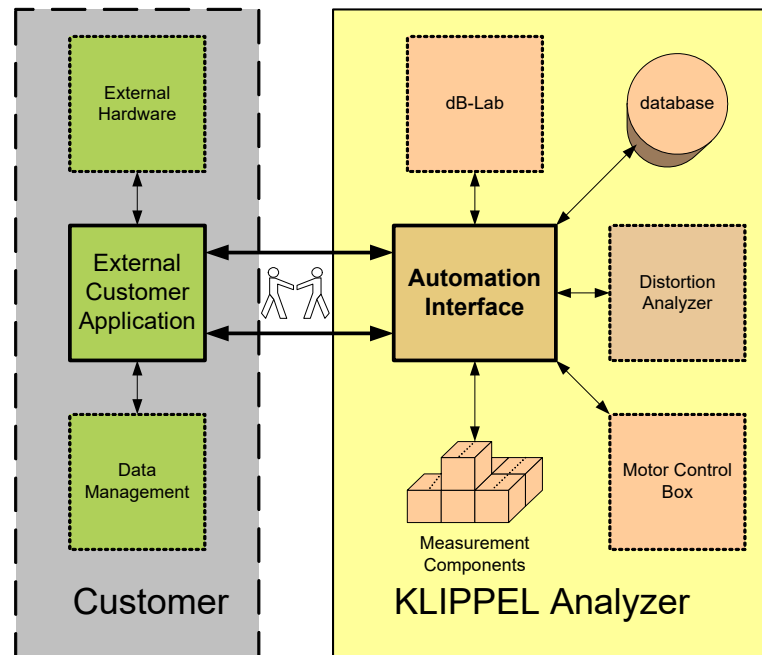 External
Hardware
External
Customer
Application
Data
Management
Customer
dB-Lab
database
Automation
Interface
Distortion
Analyzer
Motor Control
Box
Measurement
Components
KLIPPEL Analyzer